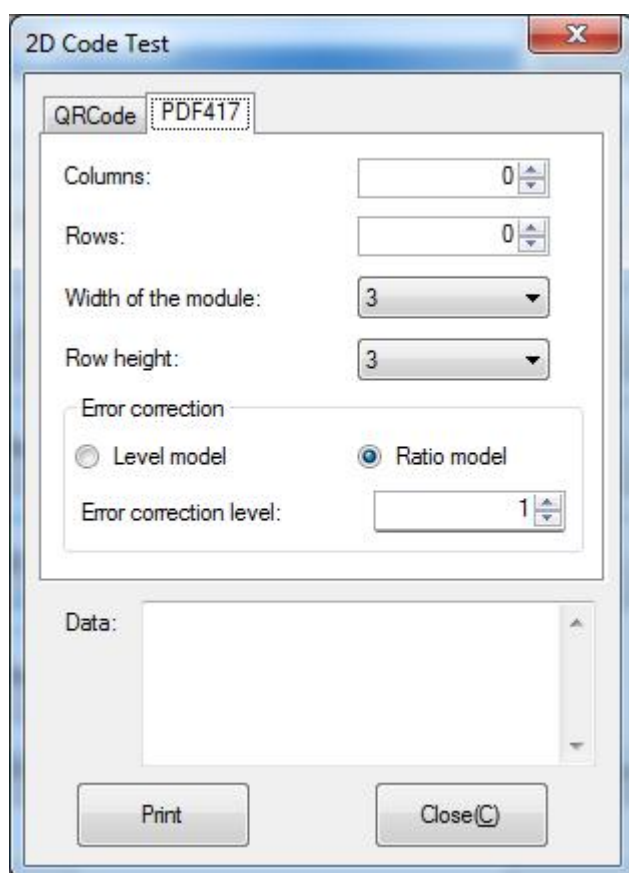 2D Code Test
QRCode PDF417
Columns: 0
Rows: 0
Width of the module: 3
Row height: 3
Error correction
Level model Ratio model
Error correction level: 1
Data:
Print Close(C)